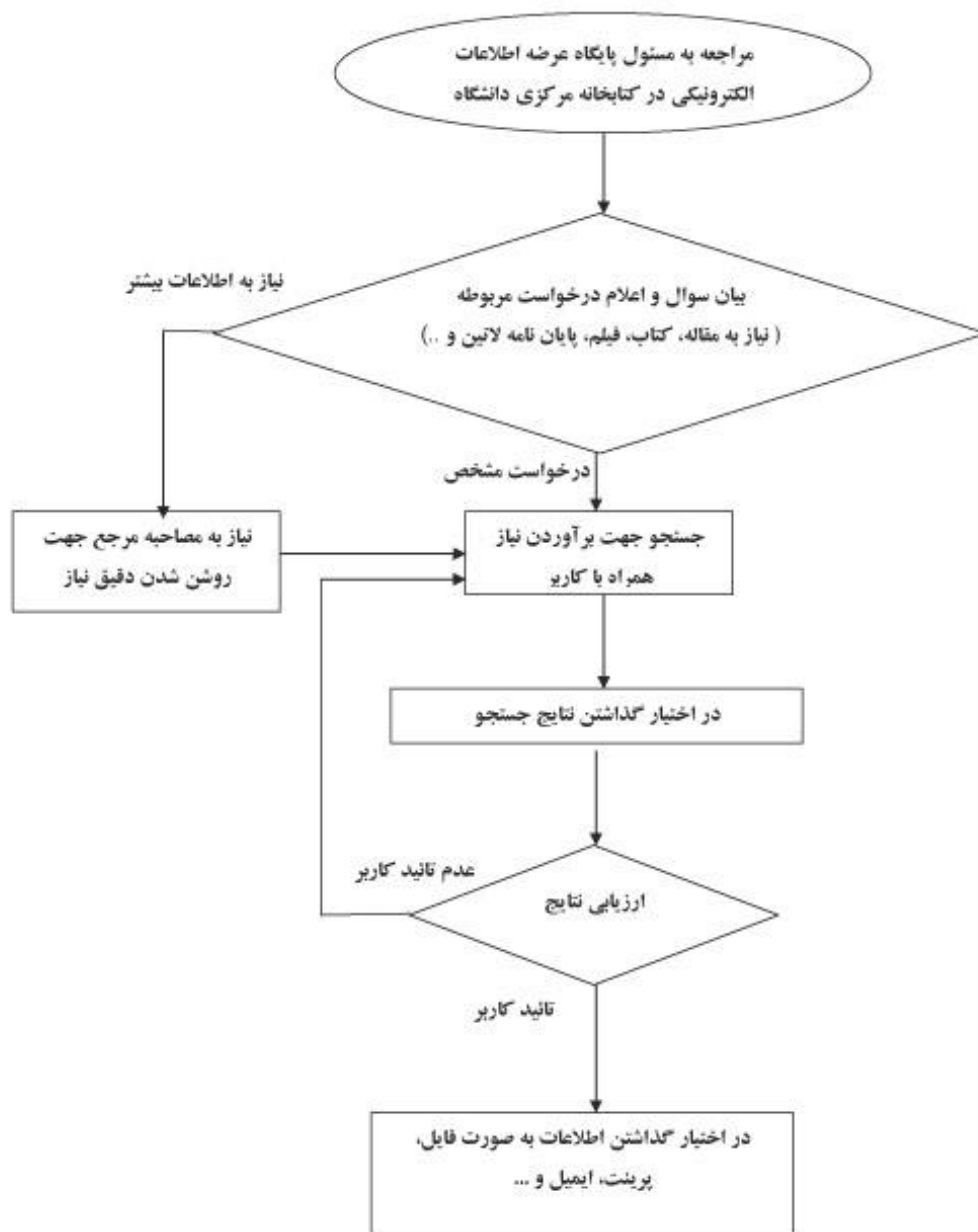 مراجعه به مسئول پایگاه عرضه اطلاعات
الکترونیکی در کتابخانه مرکزی دانشگاه
نیاز به اطلاعات بیشتر
بیان سوال و اعلام درخواست مربوطه
( نیاز به مقاله، کتاب، فیلم، پایان نامه لاتین و ..)
درخواست مشخص
نیاز به مصاحبه مرجع جهت
روشن شدن دقیق نیاز
جستجو جهت برآوردن نیاز
همراه با کاربر
در اختیار گذاشتن نتایج جستجو
عدم تائید کاربر
ارزیابی نتایج
تائید کاربر
در اختیار گذاشتن اطلاعات به صورت فایل،
پرینت، ایمیل و ...